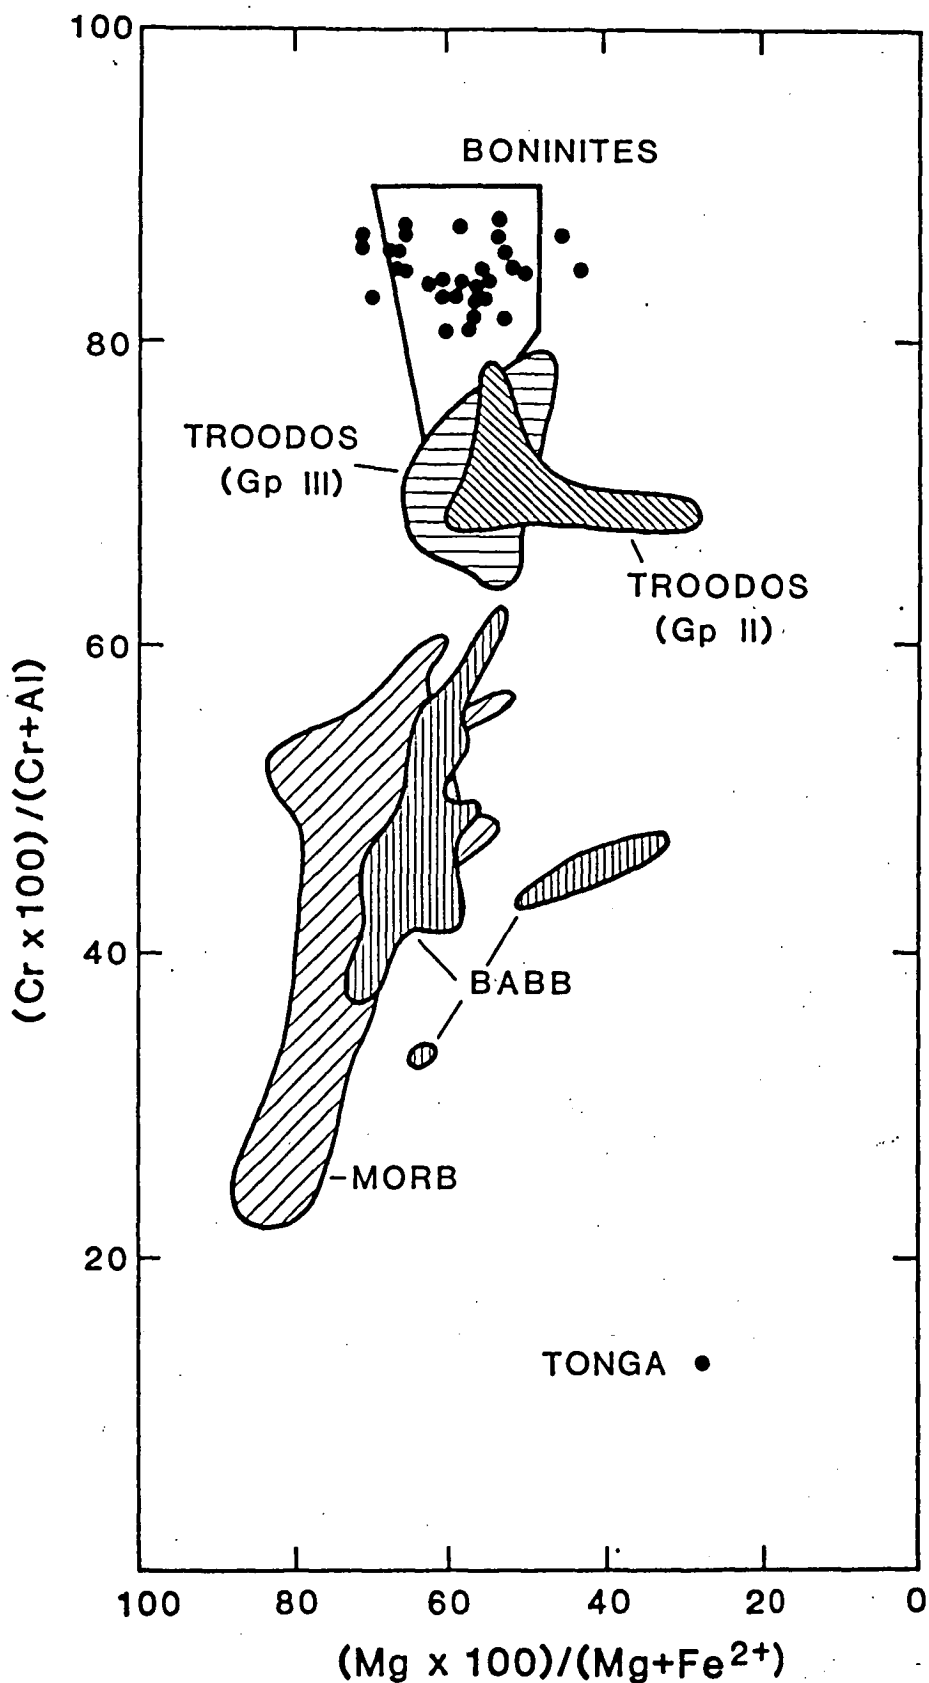 100
BONINITES
80
TROODOS
(Gp III)
TROODOS
(Gp II)
60
(Cr x 100)/(Cr+Al)
40
BABB
MORB
20
TONGA
100 80 60 40 20 0
(Mg x 100)/(Mg+Fe²⁺)